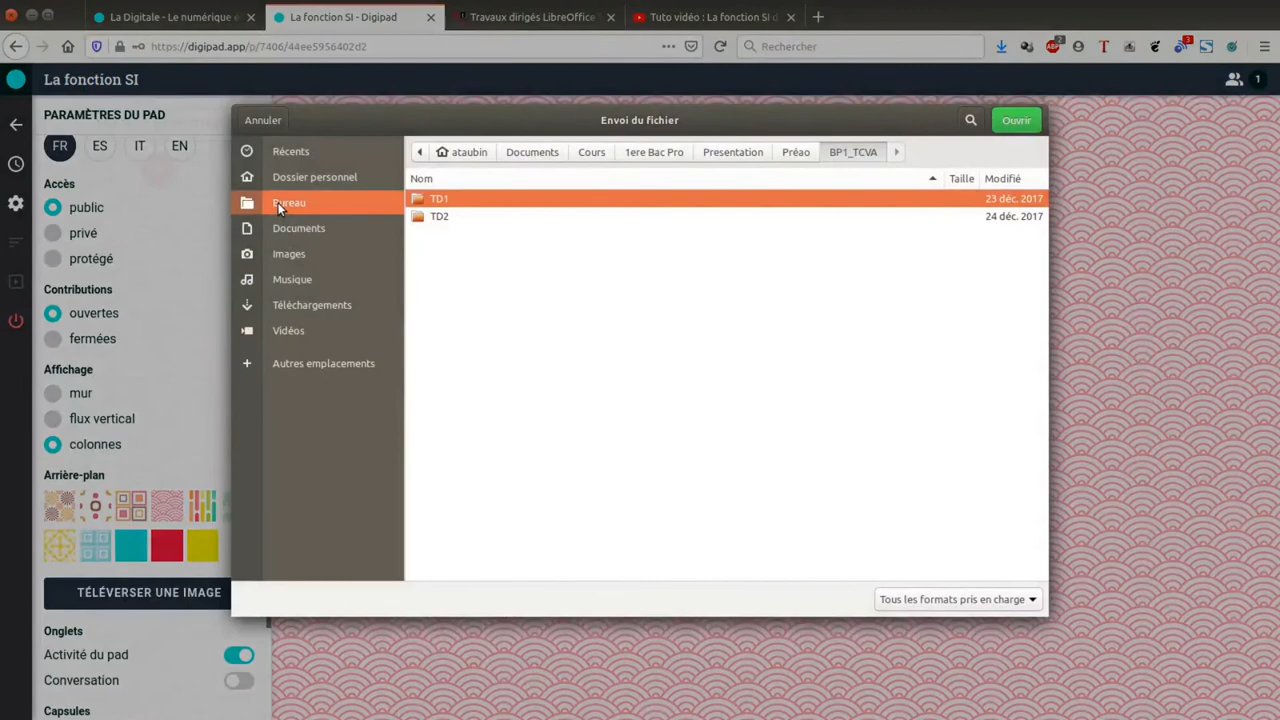 La Digitale - Le numérique é
La fonction SI - Digipad
Travaux dirigés LibreOffice
Tuto vidéo : La fonction SI d
https://digipad.app/p/7406/44ee5956402d2
Rechercher
2
3
La fonction SI
1
PARAMÈTRES DU PAD
FR ES IT EN
Accès
public
privé
protégé
Contributions
ouvertes
fermées
Affichage
mur
flux vertical
colonnes
Arrière-plan
TÉLÉVERSER UNE IMAGE
Onglets
Activité du pad
Conversation
Capsules
Annuler
Envoi du fichier
Ouvrir
Récents
Dossier personnel
Bureau
Documents
Images
Musique
Téléchargements
Vidéos
Autres emplacements
ataubin Documents Cours 1ere Bac Pro Presentation Préao BP1_TCVA
Nom Taille Modifié
TD1 23 déc. 2017
TD2 24 déc. 2017
Tous les formats pris en charge